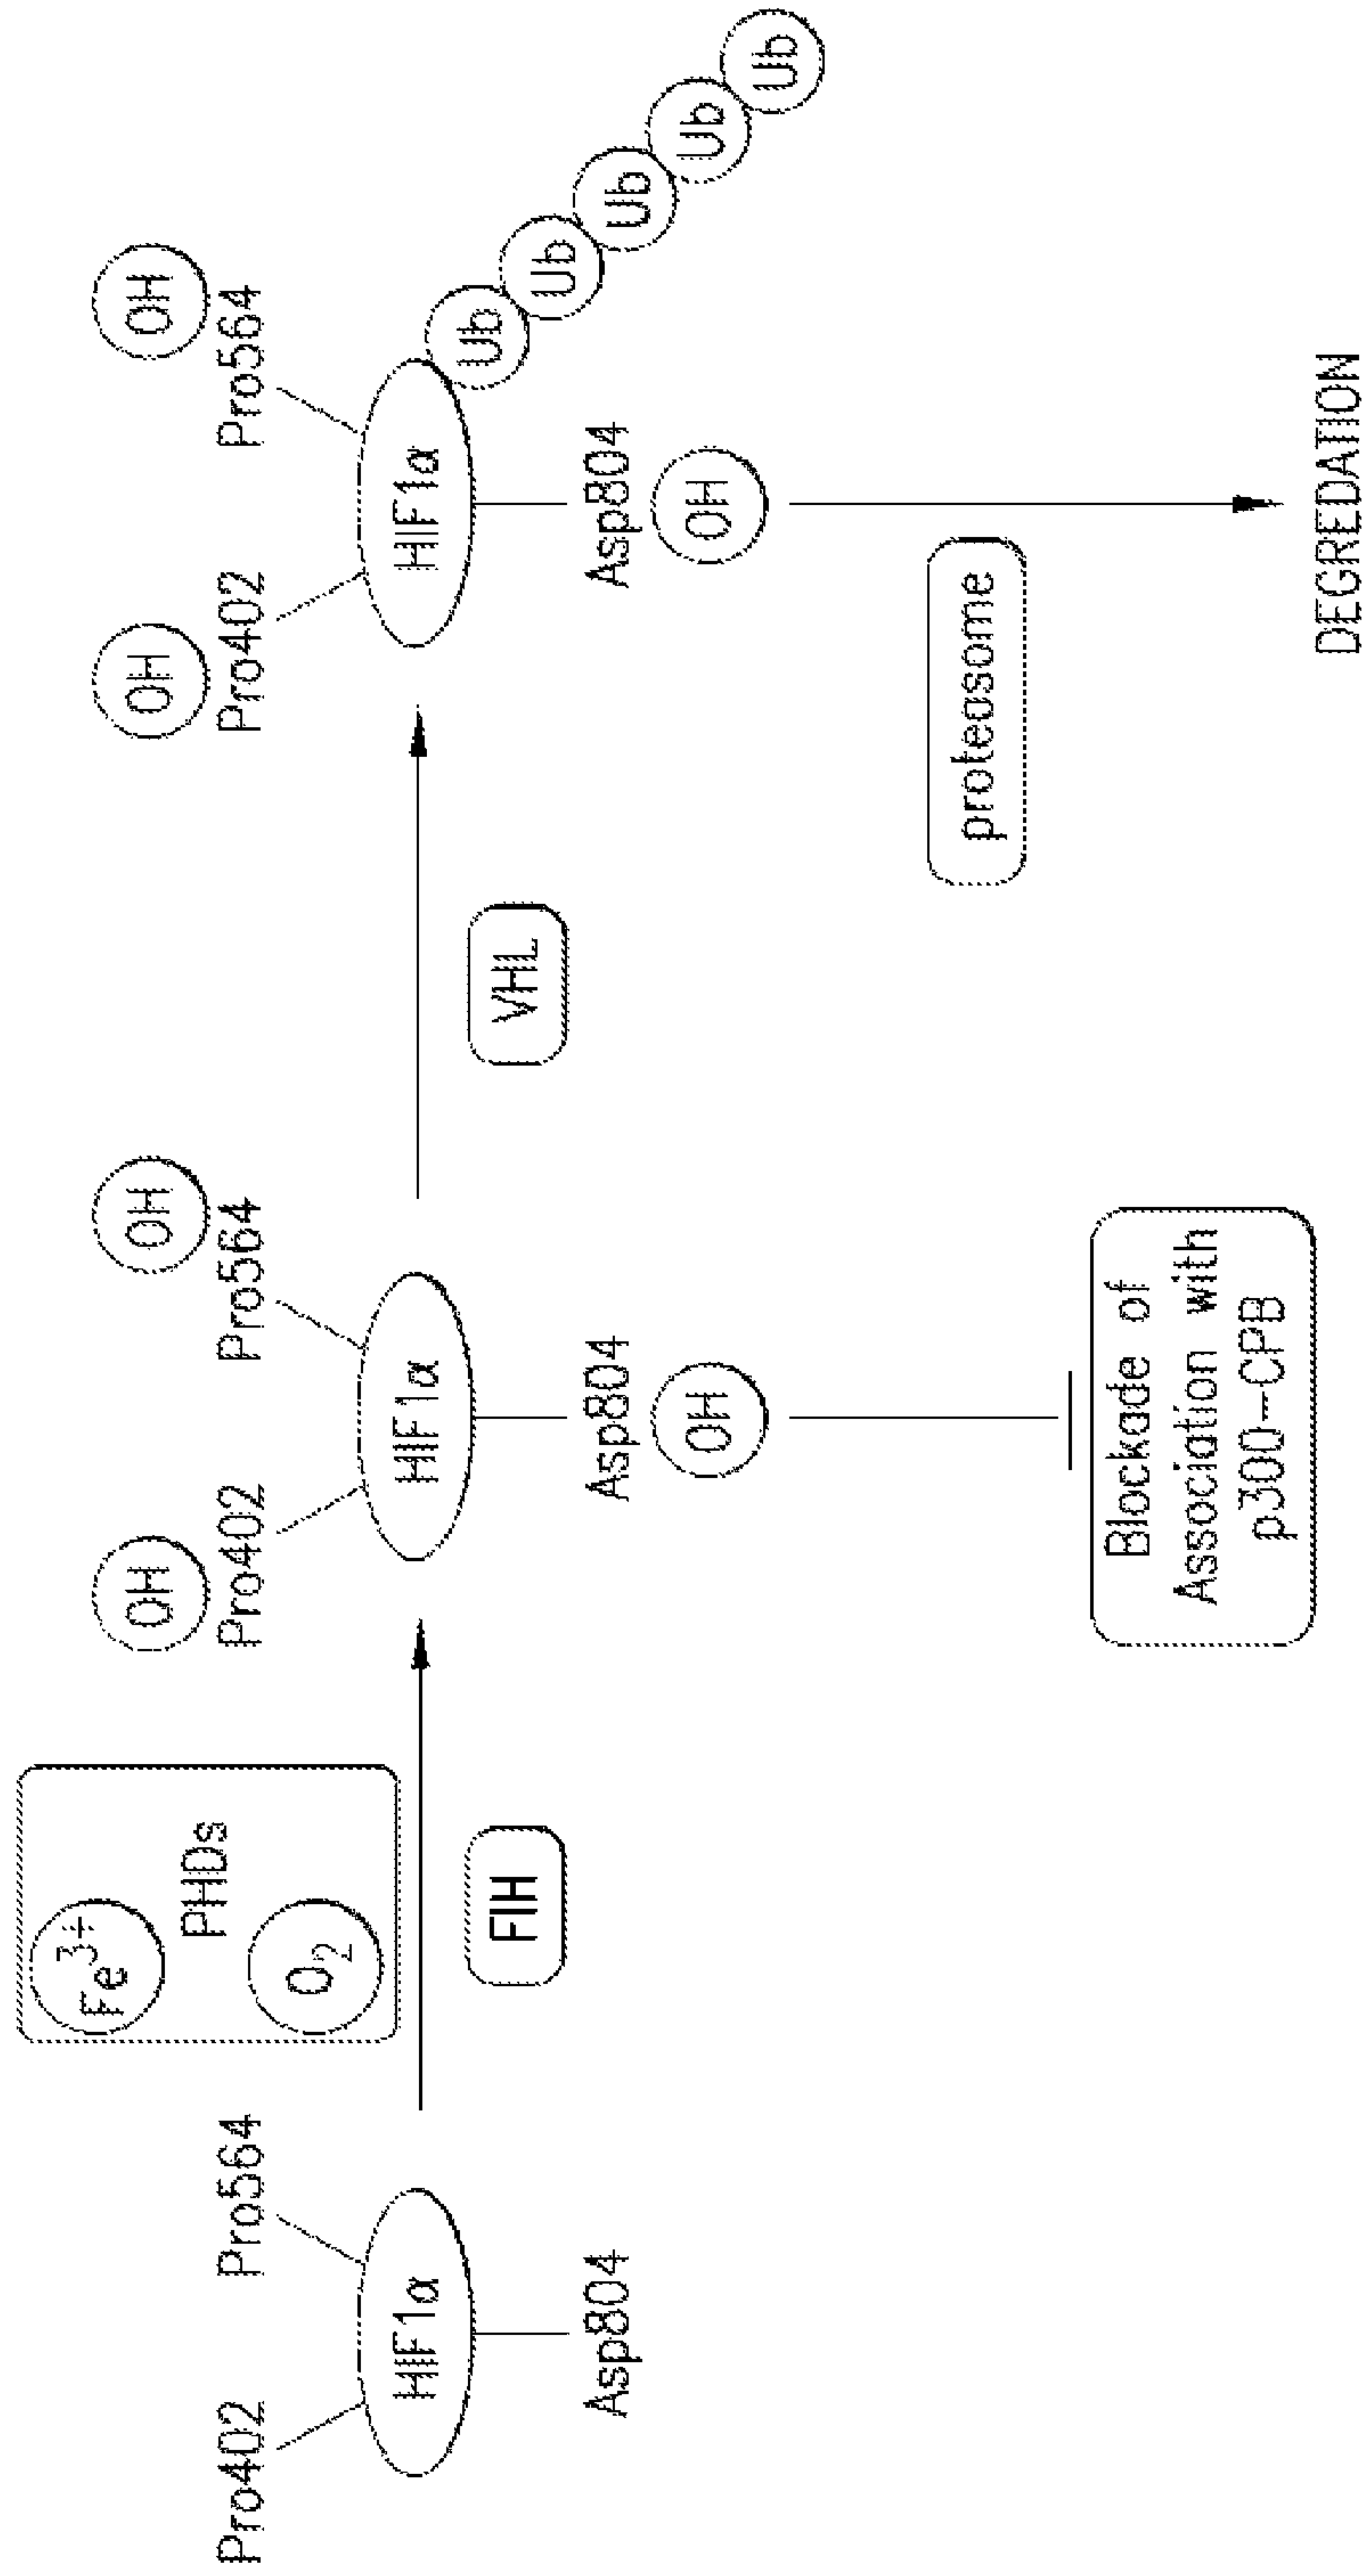 Pro402
Pro564
HIF1α
Asp804
Fe3+
PHDs
O2
FIH
OH
OH
Pro402
Pro564
HIF1α
Asp804
OH
Blockade of
Association with
p300-CPB
VHL
OH
OH
Pro402
Pro564
HIF1α
Ub
Ub
Ub
Ub
Ub
Asp804
OH
proteosome
DEGREDATION